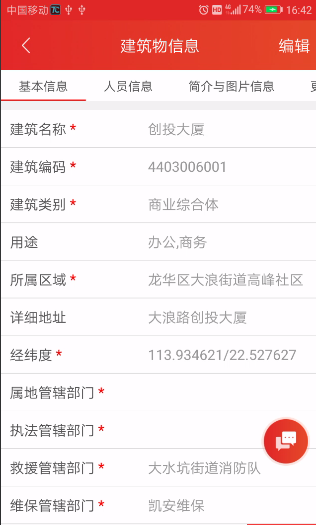 中国移动 7C HD 4G 74% 16:42
建筑物信息 编辑
基本信息 人员信息 简介与图片信息
建筑名称 * 创投大厦
建筑编码 * 4403006001
建筑类别 * 商业综合体
用途 办公,商务
所属区域 * 龙华区大浪街道高峰社区
详细地址 大浪路创投大厦
经纬度 * 113.934621/22.527627
属地管辖部门 *
执法管辖部门 *
救援管辖部门 * 大水坑街道消防队
维保管辖部门 * 凯安维保